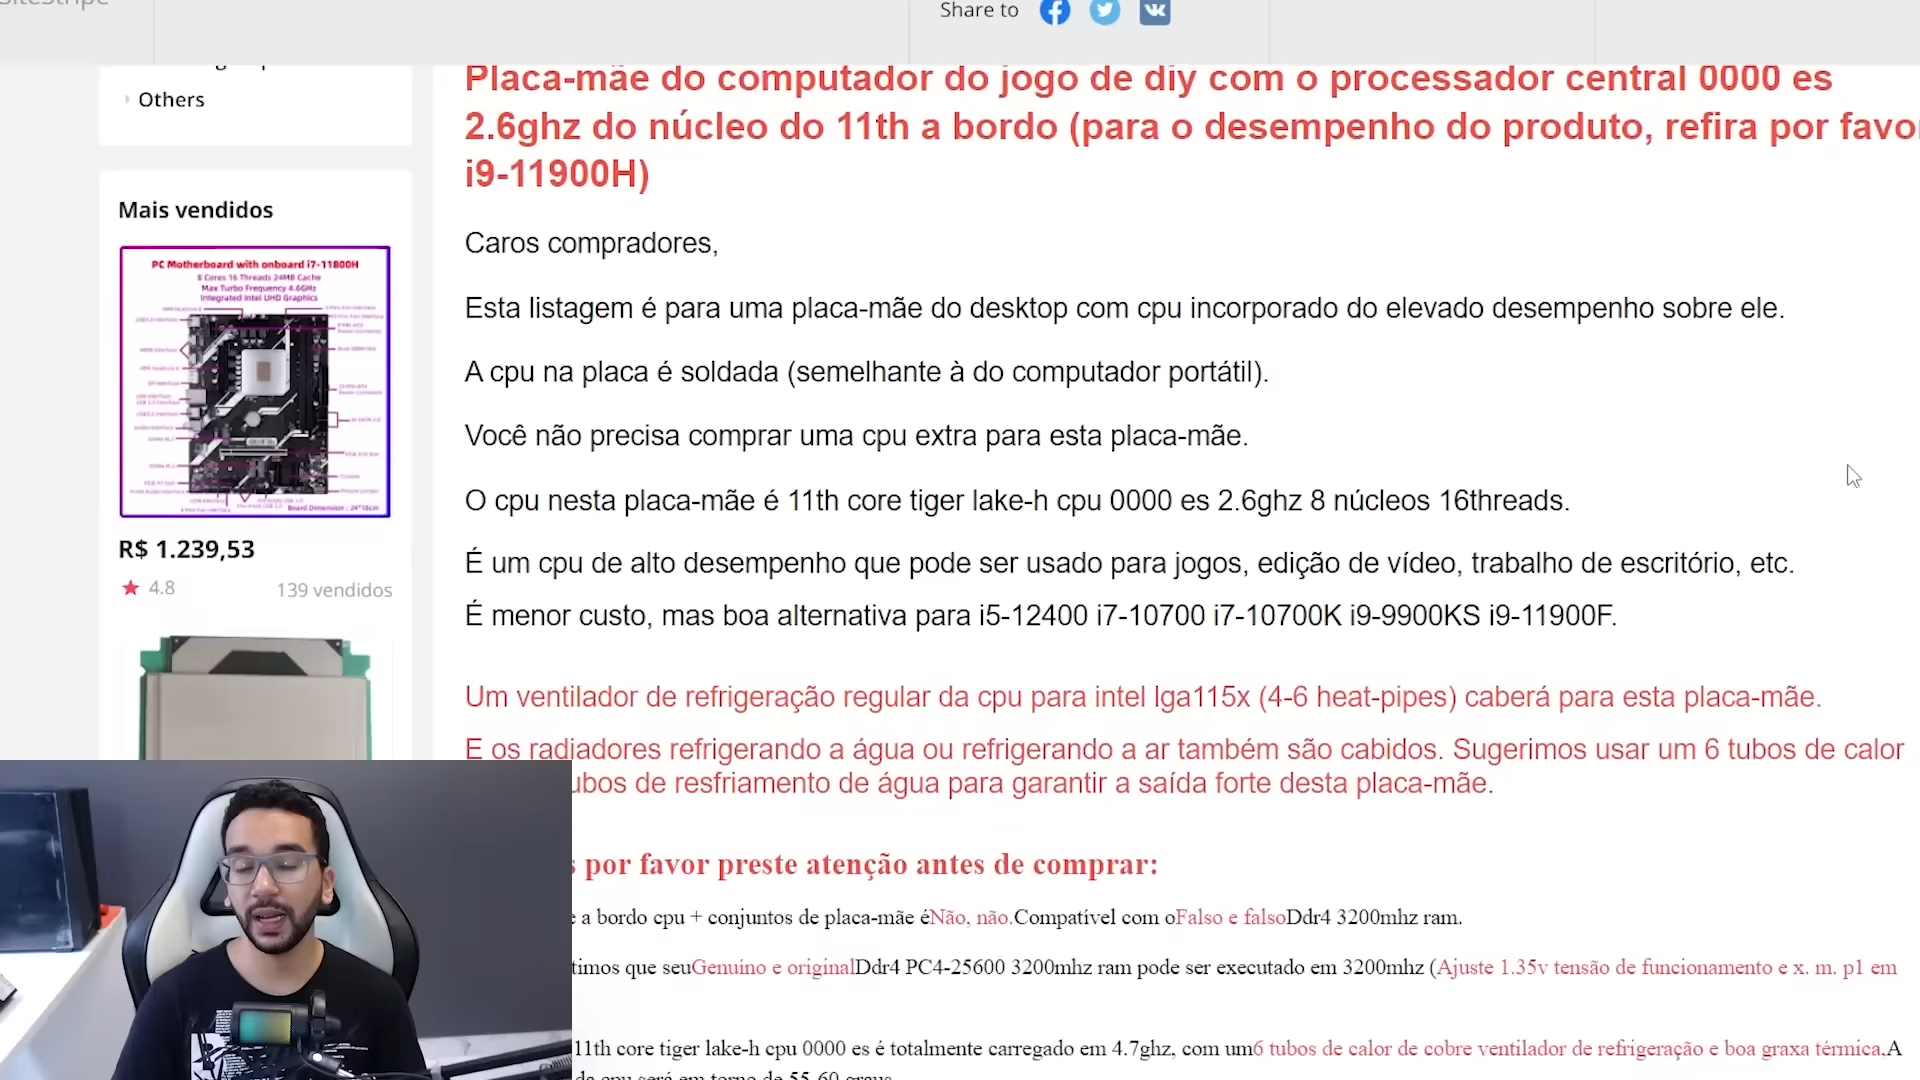 Share to
Others
Mais vendidos
PC Motherboard with onboard i7-11800H
8 Cores 16 Threads 24MB Cache
Max Turbo Frequency 4.6GHz
Integrated Intel UHD Graphics
Board Dimension : 24*18cm
R$ 1.239,53
4.8
139 vendidos
Placa-mãe do computador do jogo de diy com o processador central 0000 es
2.6ghz do núcleo do 11th a bordo (para o desempenho do produto, refira por favo
i9-11900H)
Caros compradores,
Esta listagem é para uma placa-mãe do desktop com cpu incorporado do elevado desempenho sobre ele.
A cpu na placa é soldada (semelhante à do computador portátil).
Você não precisa comprar uma cpu extra para esta placa-mãe.
O cpu nesta placa-mãe é 11th core tiger lake-h cpu 0000 es 2.6ghz 8 núcleos 16threads.
É um cpu de alto desempenho que pode ser usado para jogos, edição de vídeo, trabalho de escritório, etc.
É menor custo, mas boa alternativa para i5-12400 i7-10700 i7-10700K i9-9900KS i9-11900F.
Um ventilador de refrigeração regular da cpu para intel lga115x (4-6 heat-pipes) caberá para esta placa-mãe.
E os radiadores refrigerando a água ou refrigerando a ar também são cabidos. Sugerimos usar um 6 tubos de calor
ubos de resfriamento de água para garantir a saída forte desta placa-mãe.
s por favor preste atenção antes de comprar:
e a bordo cpu + conjuntos de placa-mãe éNão, não.Compatível com oFalso e falsoDdr4 3200mhz ram.
timos que seuGenuíno e originalDdr4 PC4-25600 3200mhz ram pode ser executado em 3200mhz (Ajuste 1.35v tensão de funcionamento e x. m. p1 em
11th core tiger lake-h cpu 0000 es é totalmente carregado em 4.7ghz, com um6 tubos de calor de cobre ventilador de refrigeração e boa graxa térmica.A
da cpu será em torno de 55-60 graus